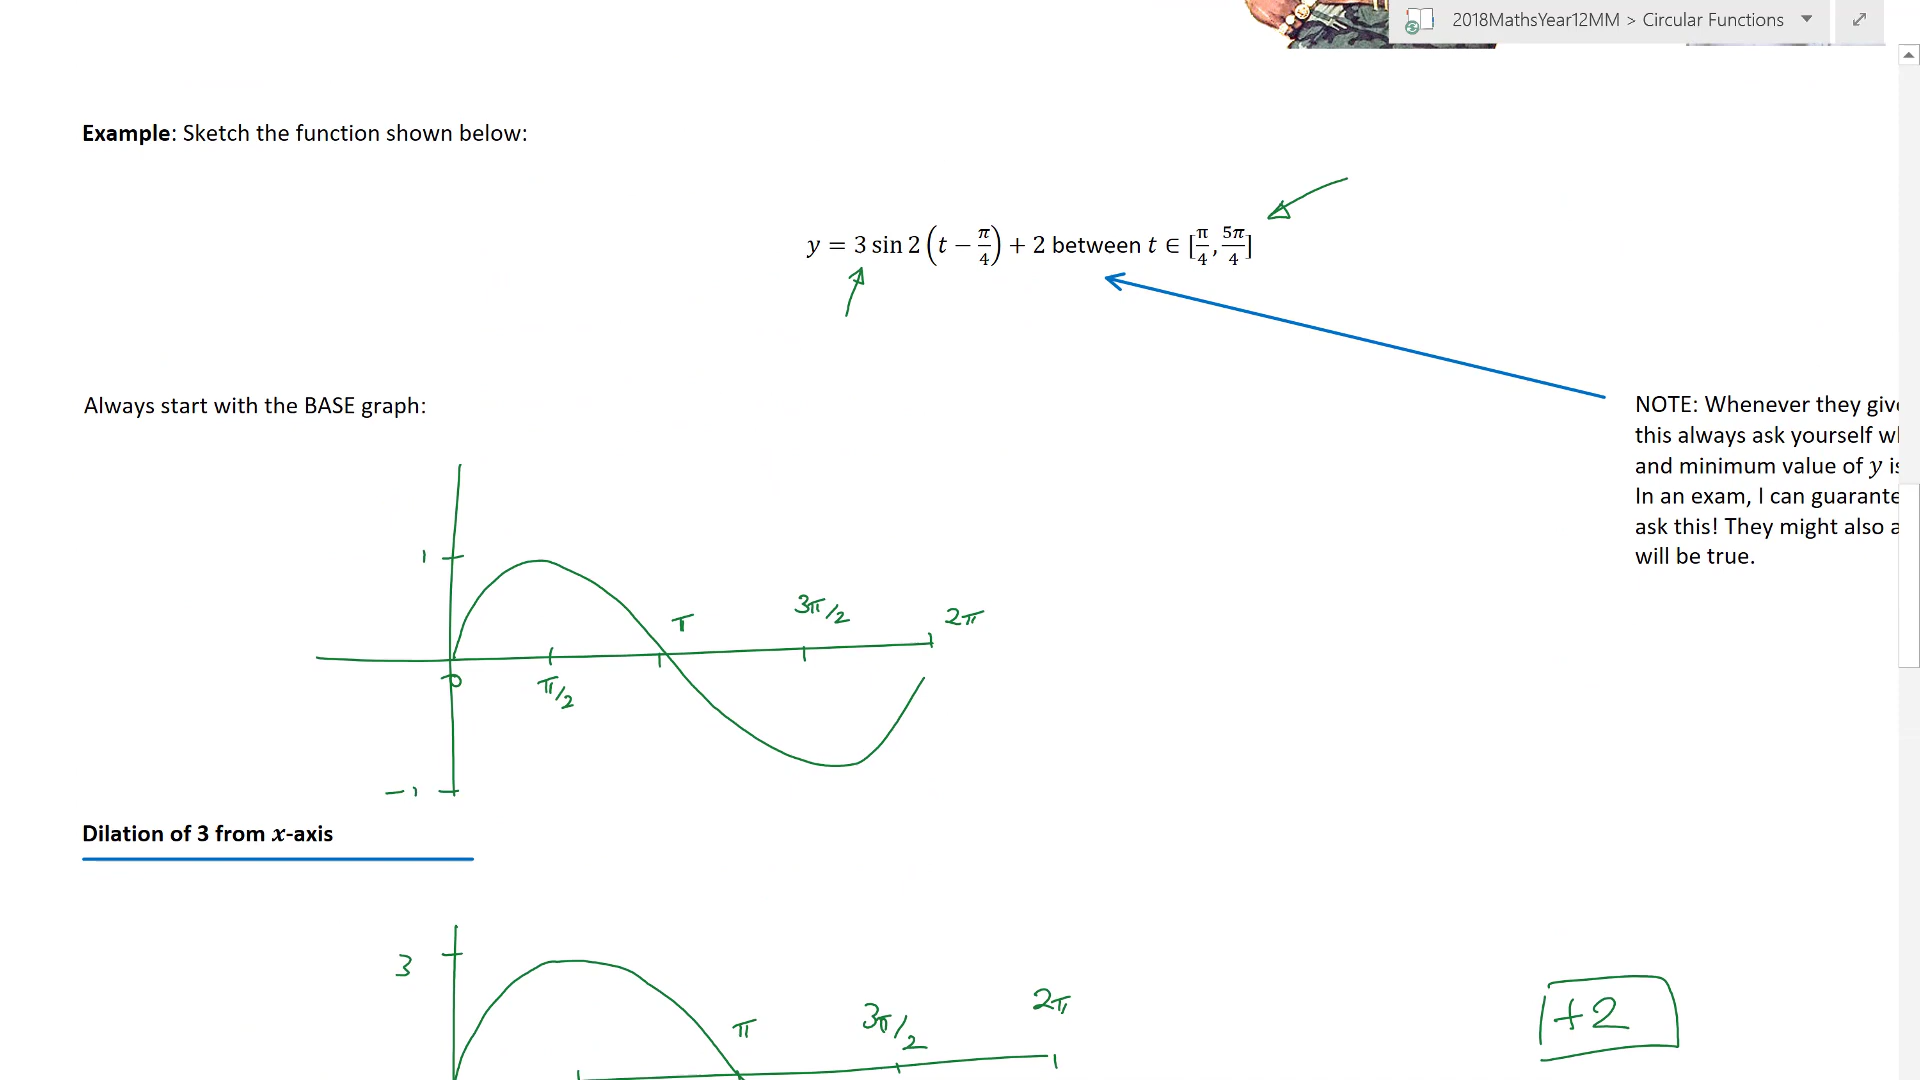 2018MathsYear12MM > Circular Functions
Example: Sketch the function shown below:
y = 3 sin 2 (t − π/4) + 2 between t ∈ [π/4, 5π/4]
Always start with the BASE graph:
NOTE: Whenever they
this always ask yourself
and minimum value of y
In an exam, I can
ask this! They might also
will be true.
1
π
3π/2
2π
0
π/2
−1
Dilation of 3 from x-axis
3
π
3π/2
2π
+2